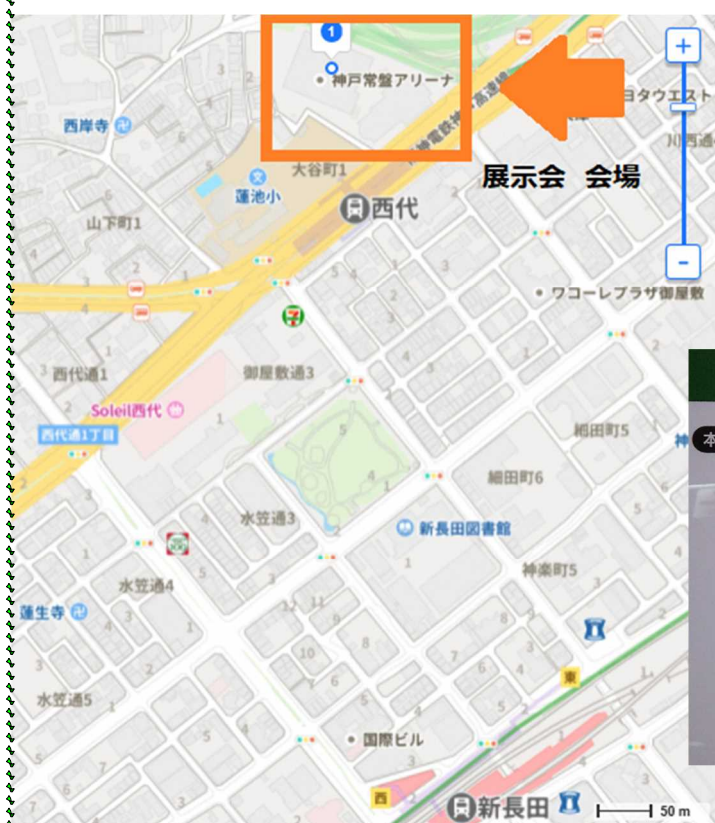 1
神戸常盤アリーナ
展示会 会場
ヨタウエスト
川西通
西岸寺
蓮池小
大谷町1
西代
山下町1
ワコーレプラザ御屋敷
西代通1
御屋敷通3
Soleil西代
西代通1丁目
細田町5
細田町6
本
神
水笠通3
新長田図書館
神楽町5
水笠通4
蓮生寺
水笠通5
国際ビル
東
西
新長田
50 m